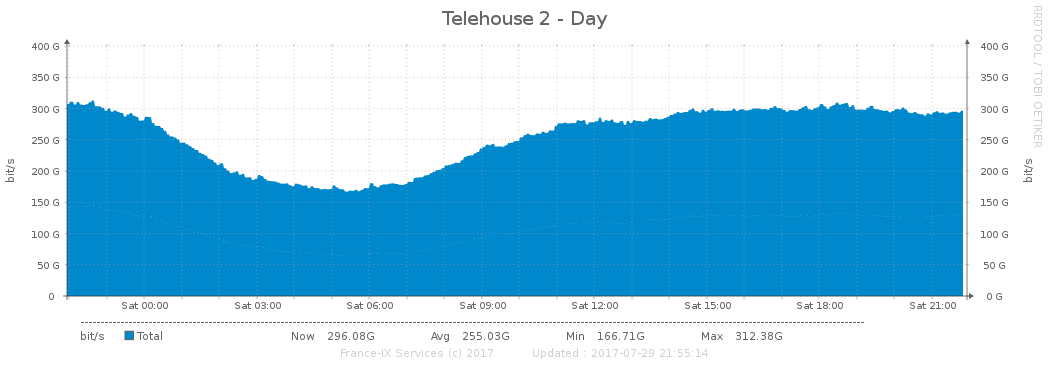 Telehouse 2 - Day
RRDTOOL / TOBI OETIKER
400 G 400 G
350 G 350 G
300 G 300 G
250 G 250 G
200 G 200 G
150 G 150 G
100 G 100 G
50 G 50 G
0 0 G
bit/s bit/s
Sat 00:00 Sat 03:00 Sat 06:00 Sat 09:00 Sat 12:00 Sat 15:00 Sat 18:00 Sat 21:00
bit/s Total Now 296.08G Avg 255.03G Min 166.71G Max 312.38G
France-IX Services (c) 2017 Updated : 2017-07-29 21:55:14